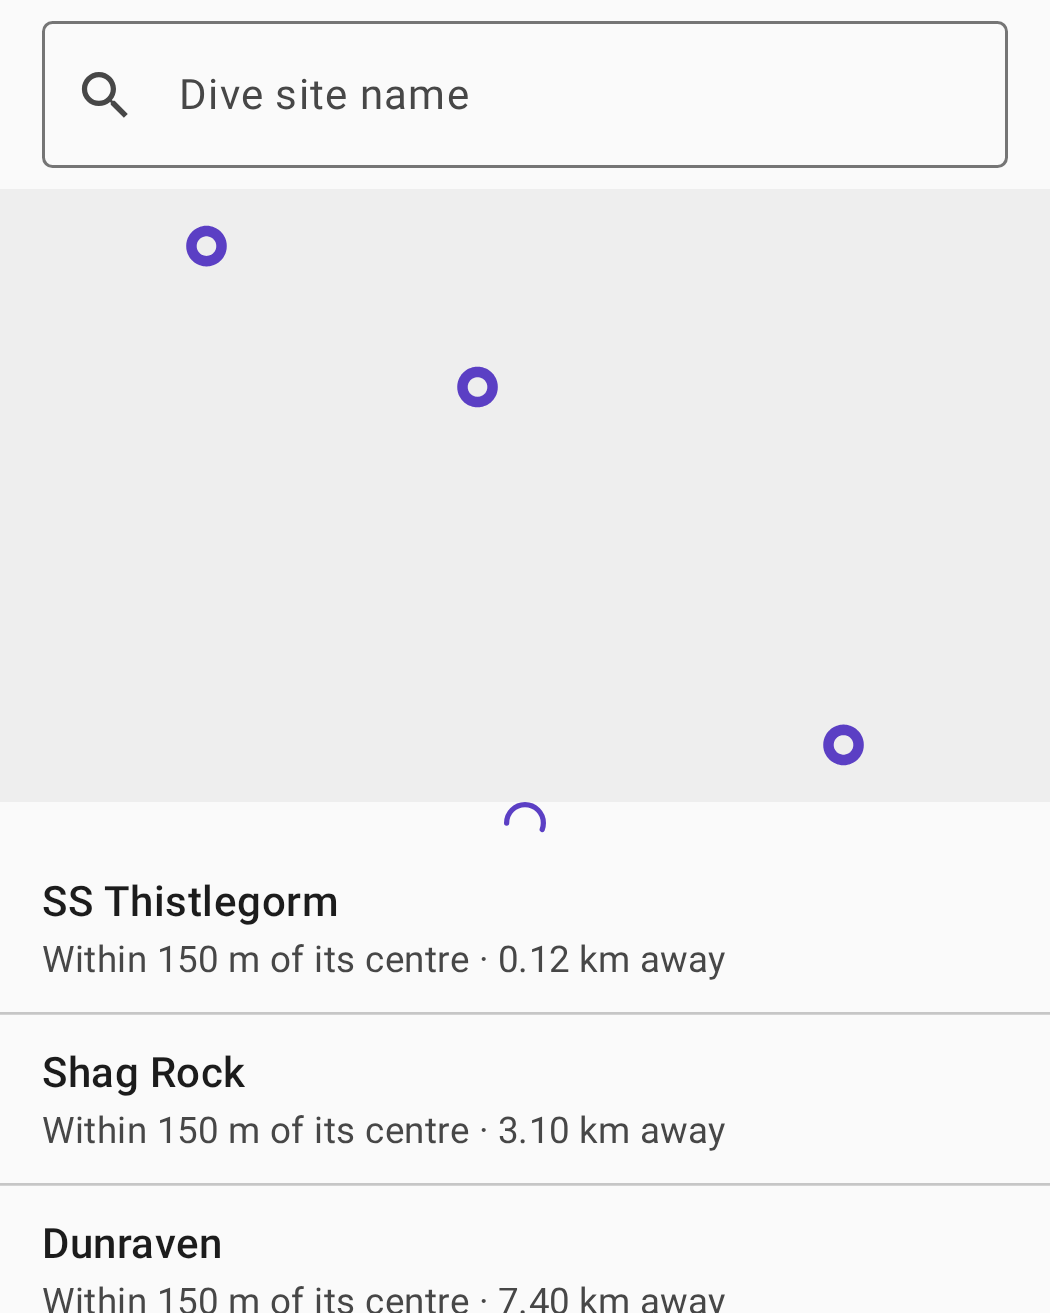 Dive site name
SS Thistlegorm
Within 150 m of its centre · 0.12 km away
Shag Rock
Within 150 m of its centre · 3.10 km away
Dunraven
Within 150 m of its centre · 7.40 km away